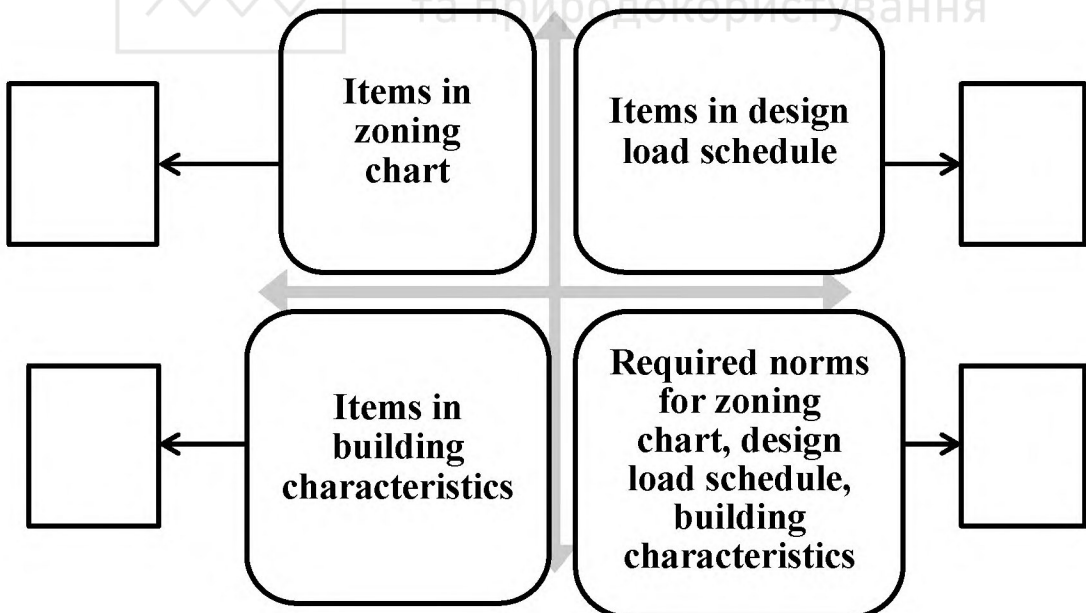 та природокористування
Items in
zoning
chart
Items in design
load schedule
Items in
building
characteristics
Required norms
for zoning
chart, design
load schedule,
building
characteristics